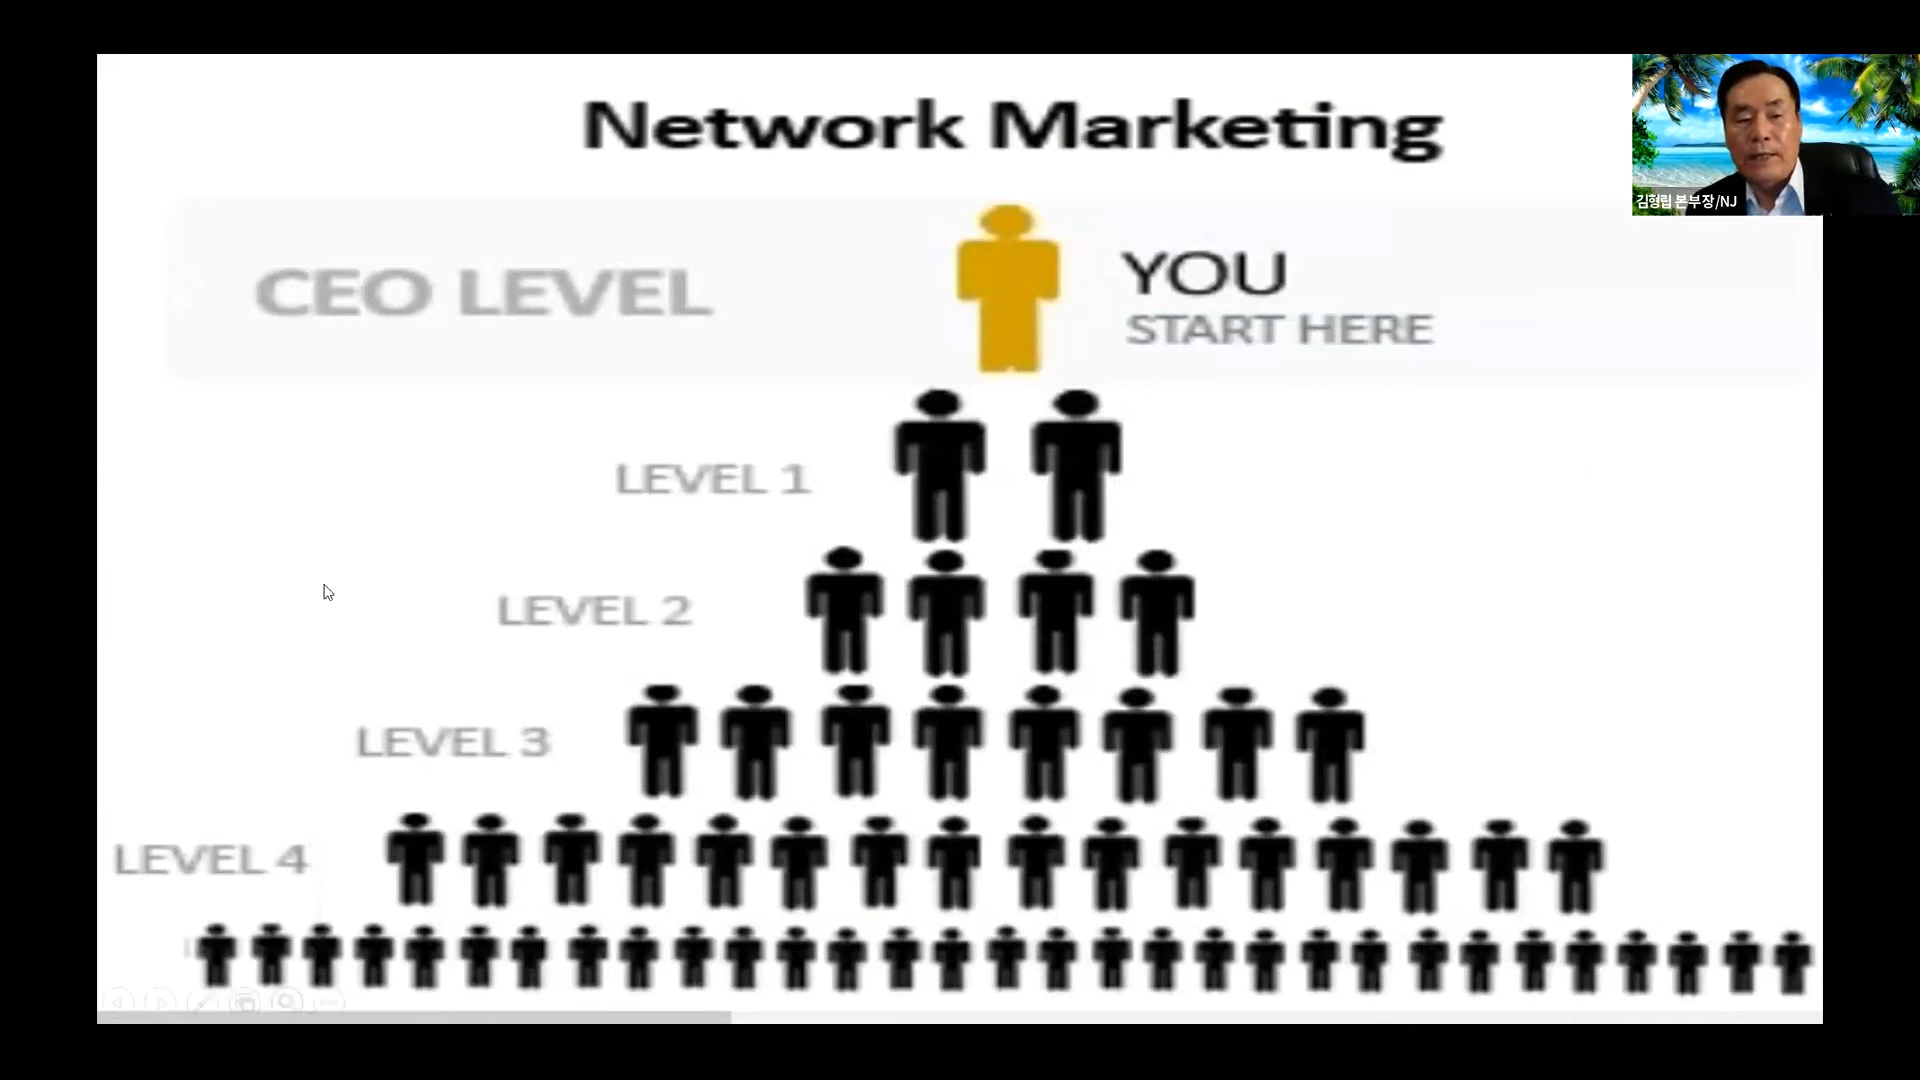 Network Marketing
김형립 본부장/NJ
CEO LEVEL
YOU
START HERE
LEVEL 1
LEVEL 2
LEVEL 3
LEVEL 4